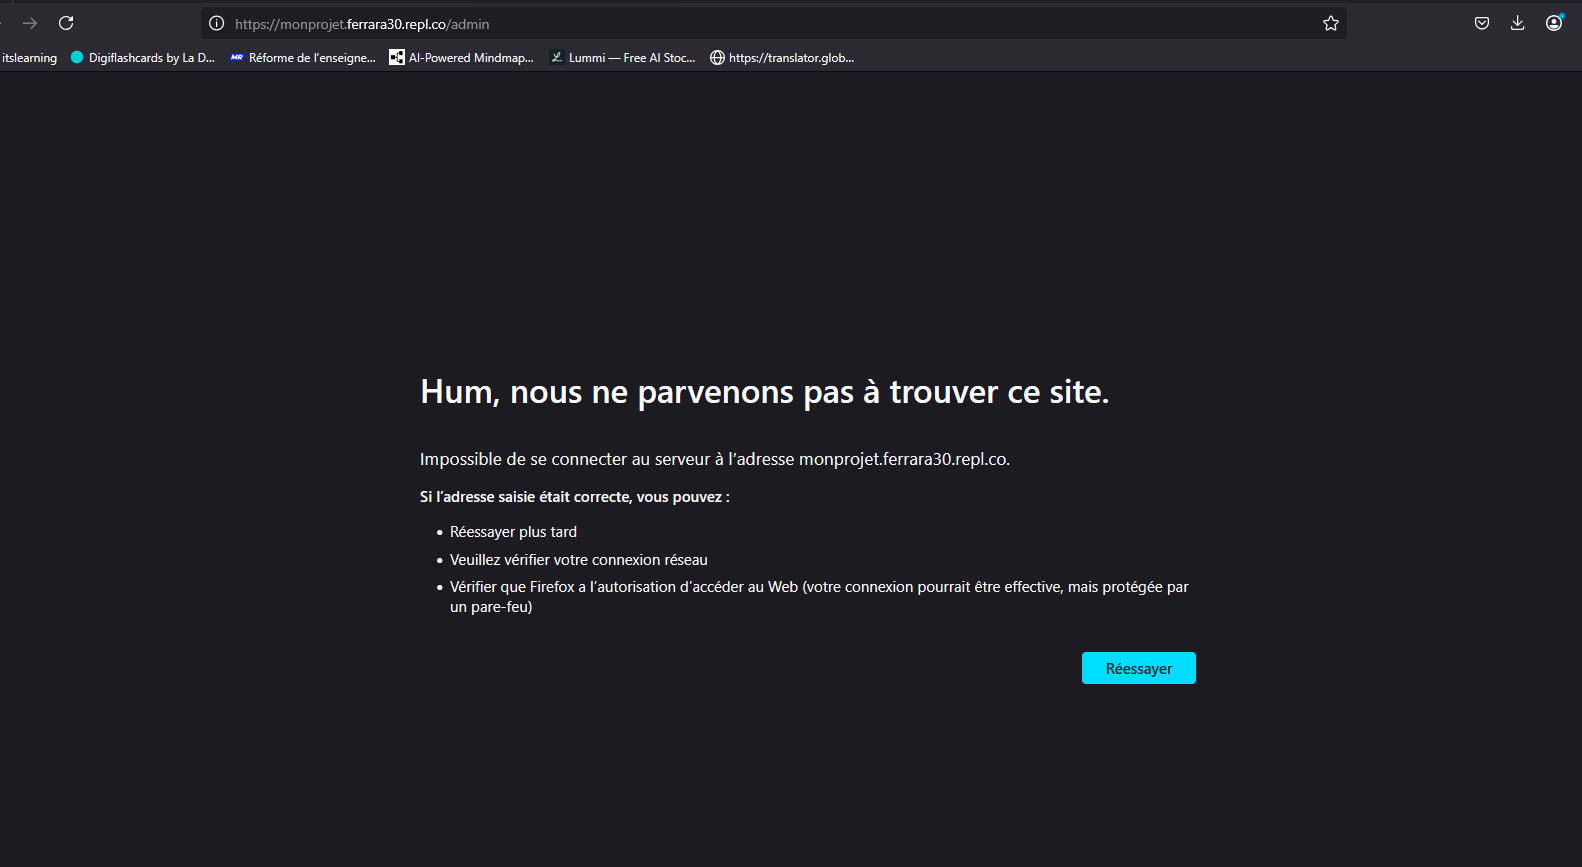 https://monprojet.ferrara30.repl.co/admin
itslearning Digiflashcards by La D... MR Réforme de l'enseigne... AI-Powered Mindmap... Lummi — Free AI Stoc... https://translator.glob...
Hum, nous ne parvenons pas à trouver ce site.
Impossible de se connecter au serveur à l’adresse monprojet.ferrara30.repl.co.
Si l’adresse saisie était correcte, vous pouvez :
• Réessayer plus tard
• Veuillez vérifier votre connexion réseau
• Vérifier que Firefox a l’autorisation d’accéder au Web (votre connexion pourrait être effective, mais protégée par
un pare-feu)
Réessayer